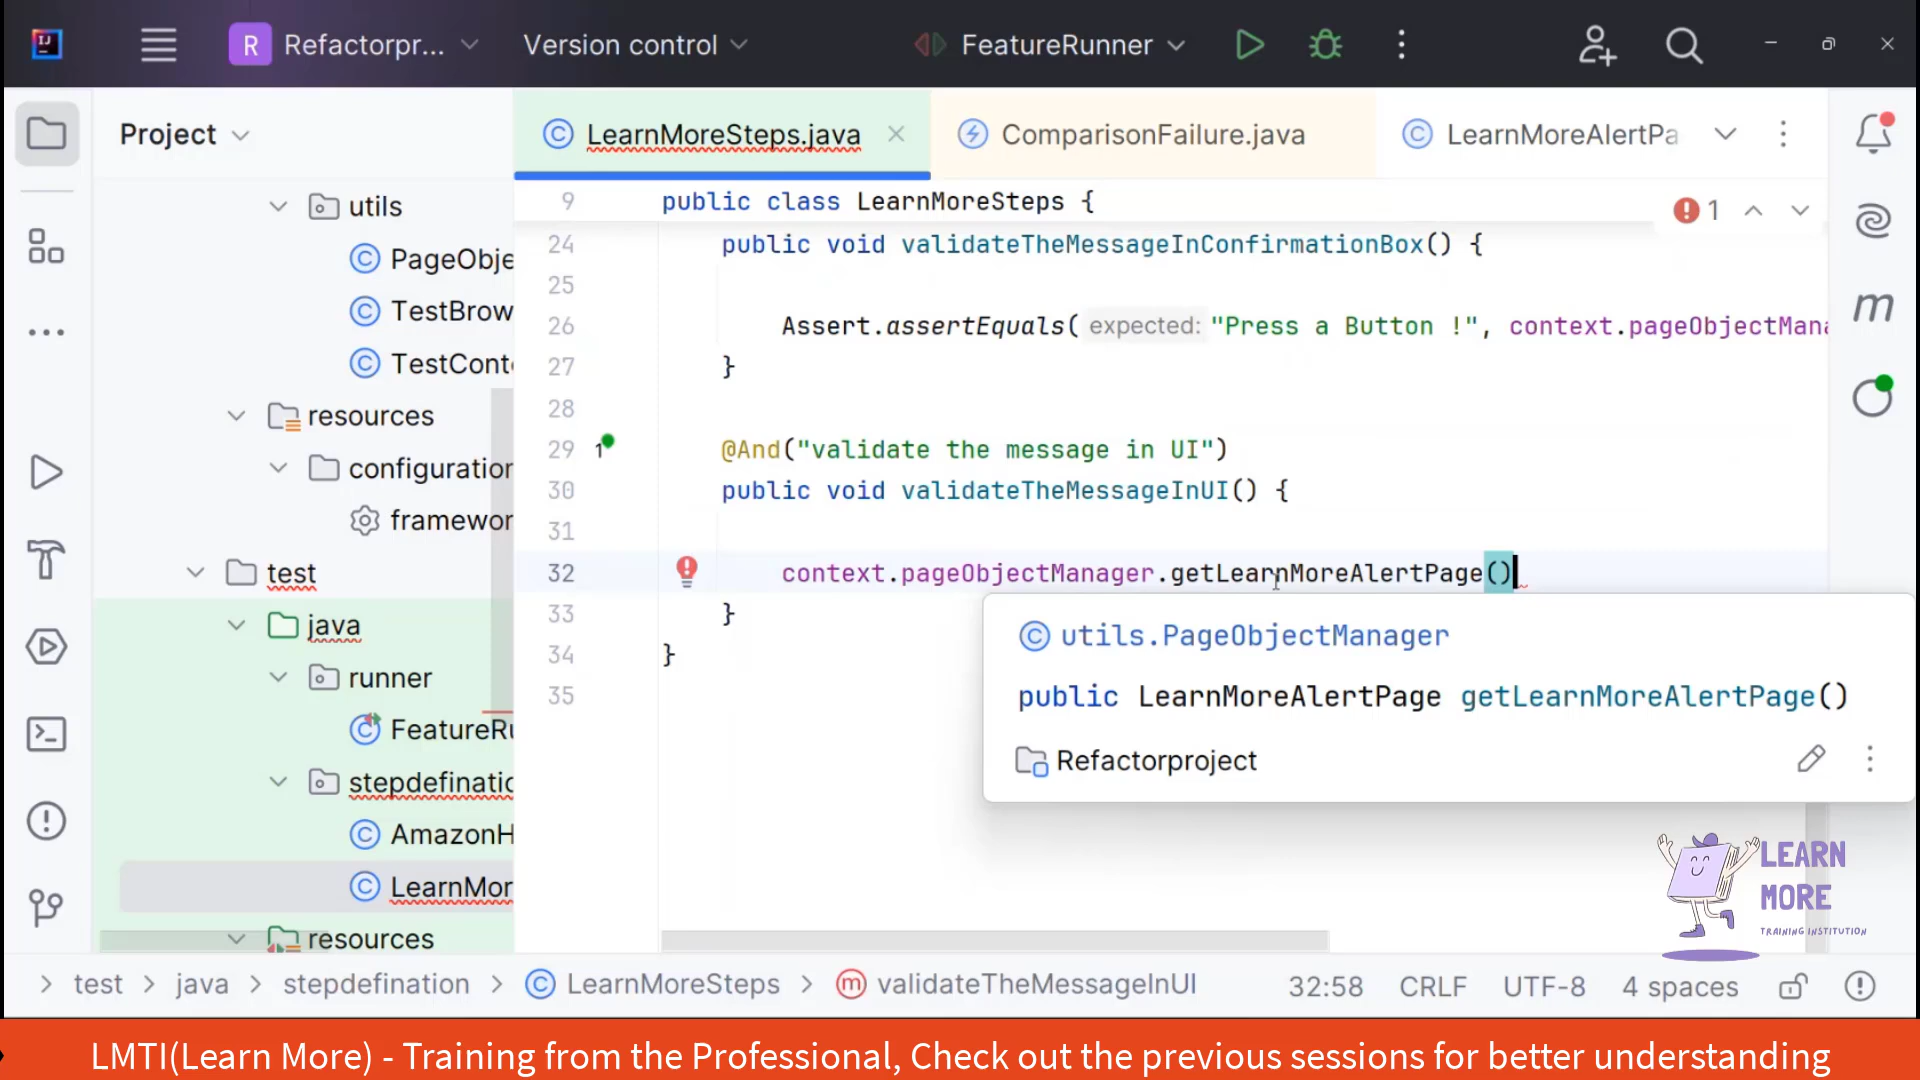 R Refactorpr... Version control FeatureRunner
Project
LearnMoreSteps.java
ComparisonFailure.java
LearnMoreAlertPa
utils
PageObje
TestBrow
TestCont
resources
configuration
framewor
test
java
runner
FeatureRu
stepdefinatio
AmazonH
LearnMor
resources
9 public class LearnMoreSteps {
1
24 public void validateTheMessageInConfirmationBox() {
25
26 Assert.assertEquals( expected: "Press a Button !", context.pageObjectMana
27 }
28
29 @And("validate the message in UI")
30 public void validateTheMessageInUI() {
31
32 context.pageObjectManager.getLearnMoreAlertPage()
33 }
34 }
35
utils.PageObjectManager
public LearnMoreAlertPage getLearnMoreAlertPage()
Refactorproject
LEARN
MORE
TRAINING INSTITUTION
test > java > stepdefination > LearnMoreSteps > validateTheMessageInUI 32:58 CRLF UTF-8 4 spaces
LMTI(Learn More) - Training from the Professional, Check out the previous sessions for better understanding